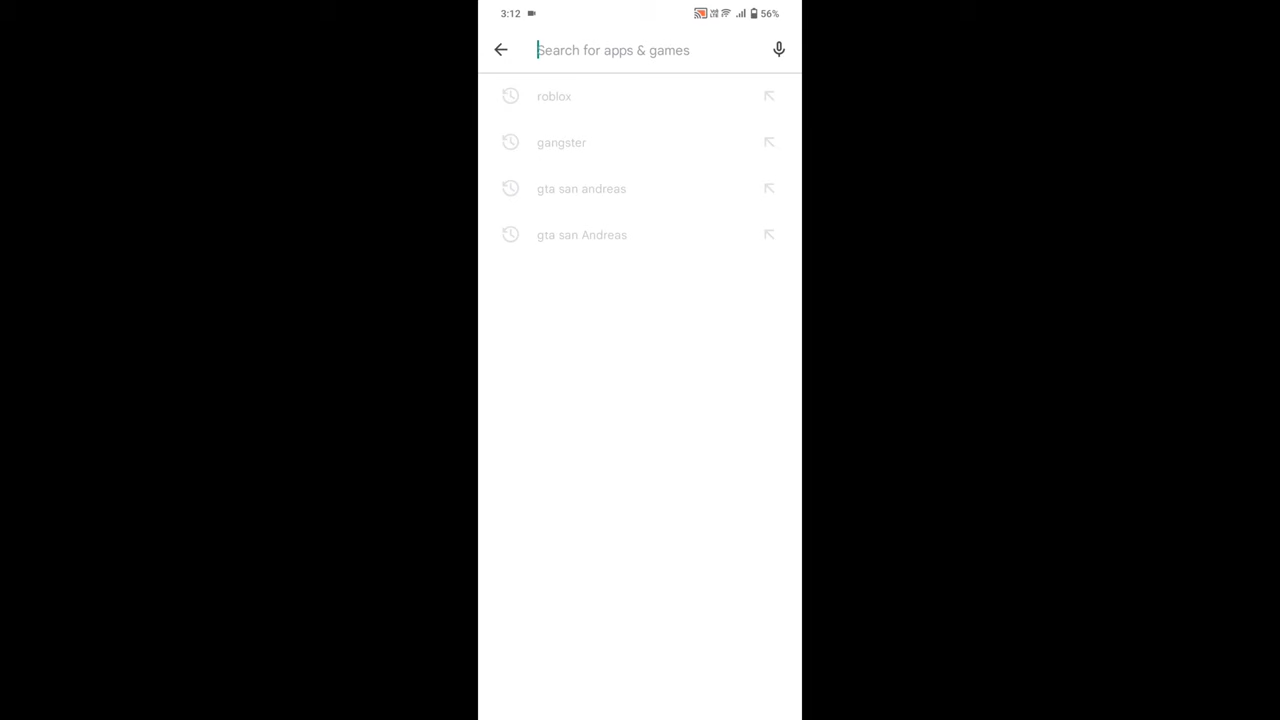 3:12 56%
Search for apps & games
roblox
gangster
gta san andreas
gta san Andreas